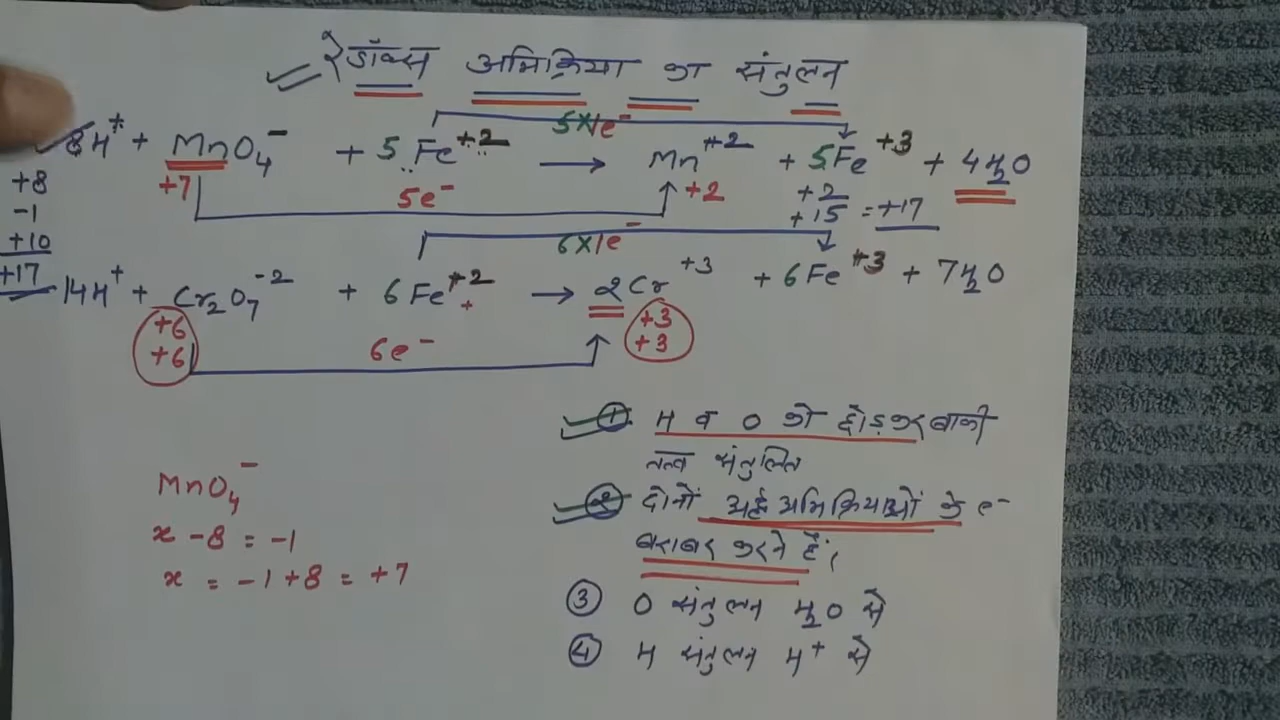 रेडॉक्स अभिक्रिया का संतुलन
5×1e⁻
8H⁺ + MnO₄⁻ + 5Fe⁺² → Mn⁺² + 5Fe⁺³ + 4H₂O
+7 5e⁻ +2
+8
-1
+10
+17
+2
+15 = +17
6×1e⁻
14H⁺ + Cr₂O₇⁻² + 6Fe⁺² → 2Cr⁺³ + 6Fe⁺³ + 7H₂O
+6 +3
+6 6e⁻ +3
① H व O को छोड़कर बाकी
तत्व संतुलित
② दोनों अर्द्धअभिक्रियाओं के e⁻
बराबर करते हैं।
③ O संतुलन H₂O से
④ H संतुलन H⁺ से
MnO₄⁻
x - 8 = -1
x = -1 + 8 = +7